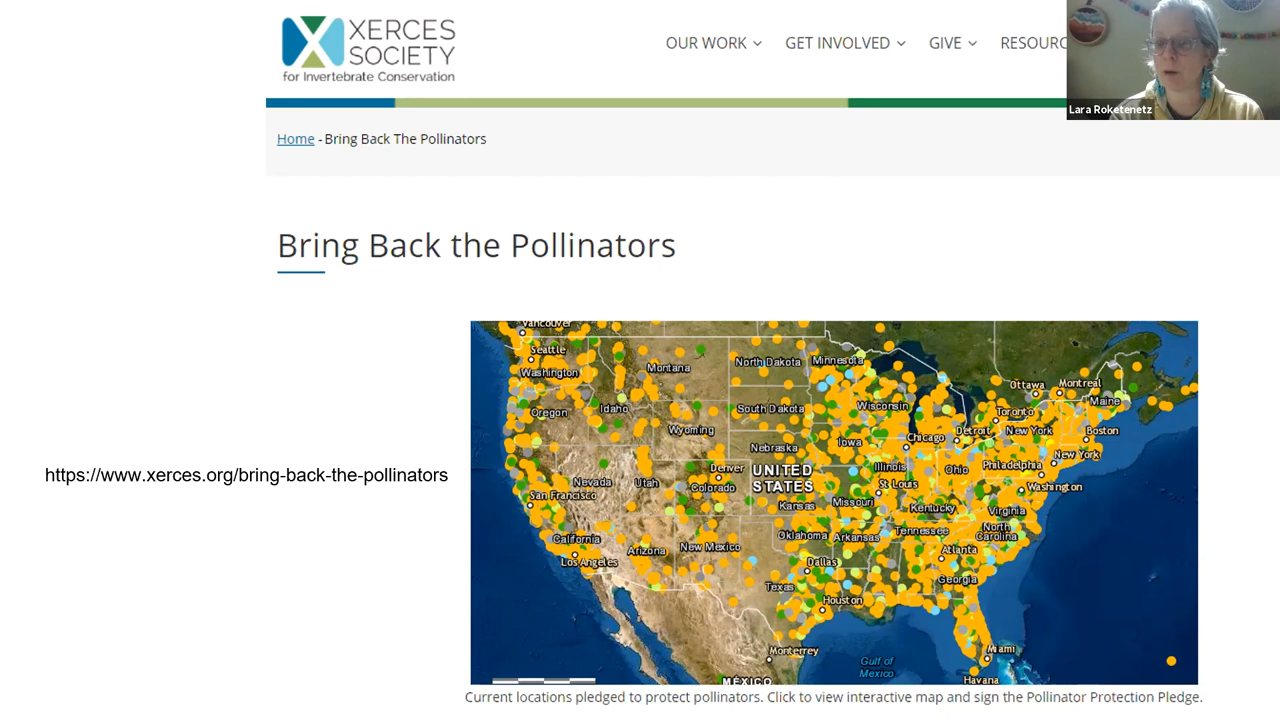 XERCES
SOCIETY
for Invertebrate Conservation
OUR WORK GET INVOLVED GIVE RESOURC
Lara Roketenetz
Home - Bring Back The Pollinators
Bring Back the Pollinators
https://www.xerces.org/bring-back-the-pollinators
Vancouver
Seattle
Washington
Montana
North Dakota
Minnesota
Ottawa
Montreal
Maine
Oregon
Idaho
South Dakota
Wisconsin
Toronto
Wyoming
Detroit
New York
Boston
Iowa
Chicago
Nebraska
New York
Denver
UNITED
STATES
Illinois
Ohio
Philadelphia
Nevada
Utah
Colorado
St Louis
Washington
San Francisco
Kansas
Missouri
Kentucky
Virginia
California
Oklahoma
Arkansas
Tennessee
North
Carolina
Arizona
New Mexico
Atlanta
Los Angeles
Dallas
Georgia
Texas
Houston
Monterrey
Gulf of
Mexico
Miami
MÉXICO
Havana
Current locations pledged to protect pollinators. Click to view interactive map and sign the Pollinator Protection Pledge.